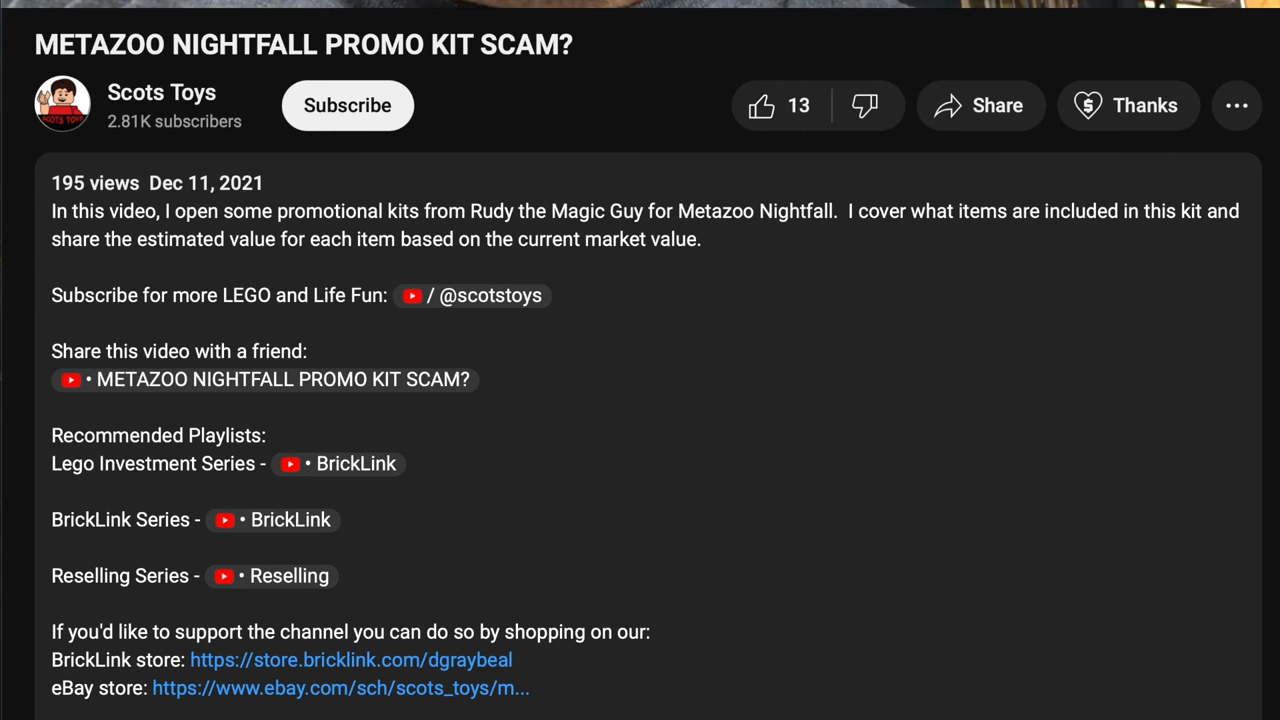 METAZOO NIGHTFALL PROMO KIT SCAM?
Scots Toys
2.81K subscribers
Subscribe
13
Share
Thanks
SCOTS TOYS
195 views Dec 11, 2021
In this video, I open some promotional kits from Rudy the Magic Guy for Metazoo Nightfall. I cover what items are included in this kit and
share the estimated value for each item based on the current market value.
Subscribe for more LEGO and Life Fun: / @scotstoys
Share this video with a friend:
• METAZOO NIGHTFALL PROMO KIT SCAM?
Recommended Playlists:
Lego Investment Series - • BrickLink
BrickLink Series - • BrickLink
Reselling Series - • Reselling
If you'd like to support the channel you can do so by shopping on our:
BrickLink store: https://store.bricklink.com/dgraybeal
eBay store: https://www.ebay.com/sch/scots_toys/m...